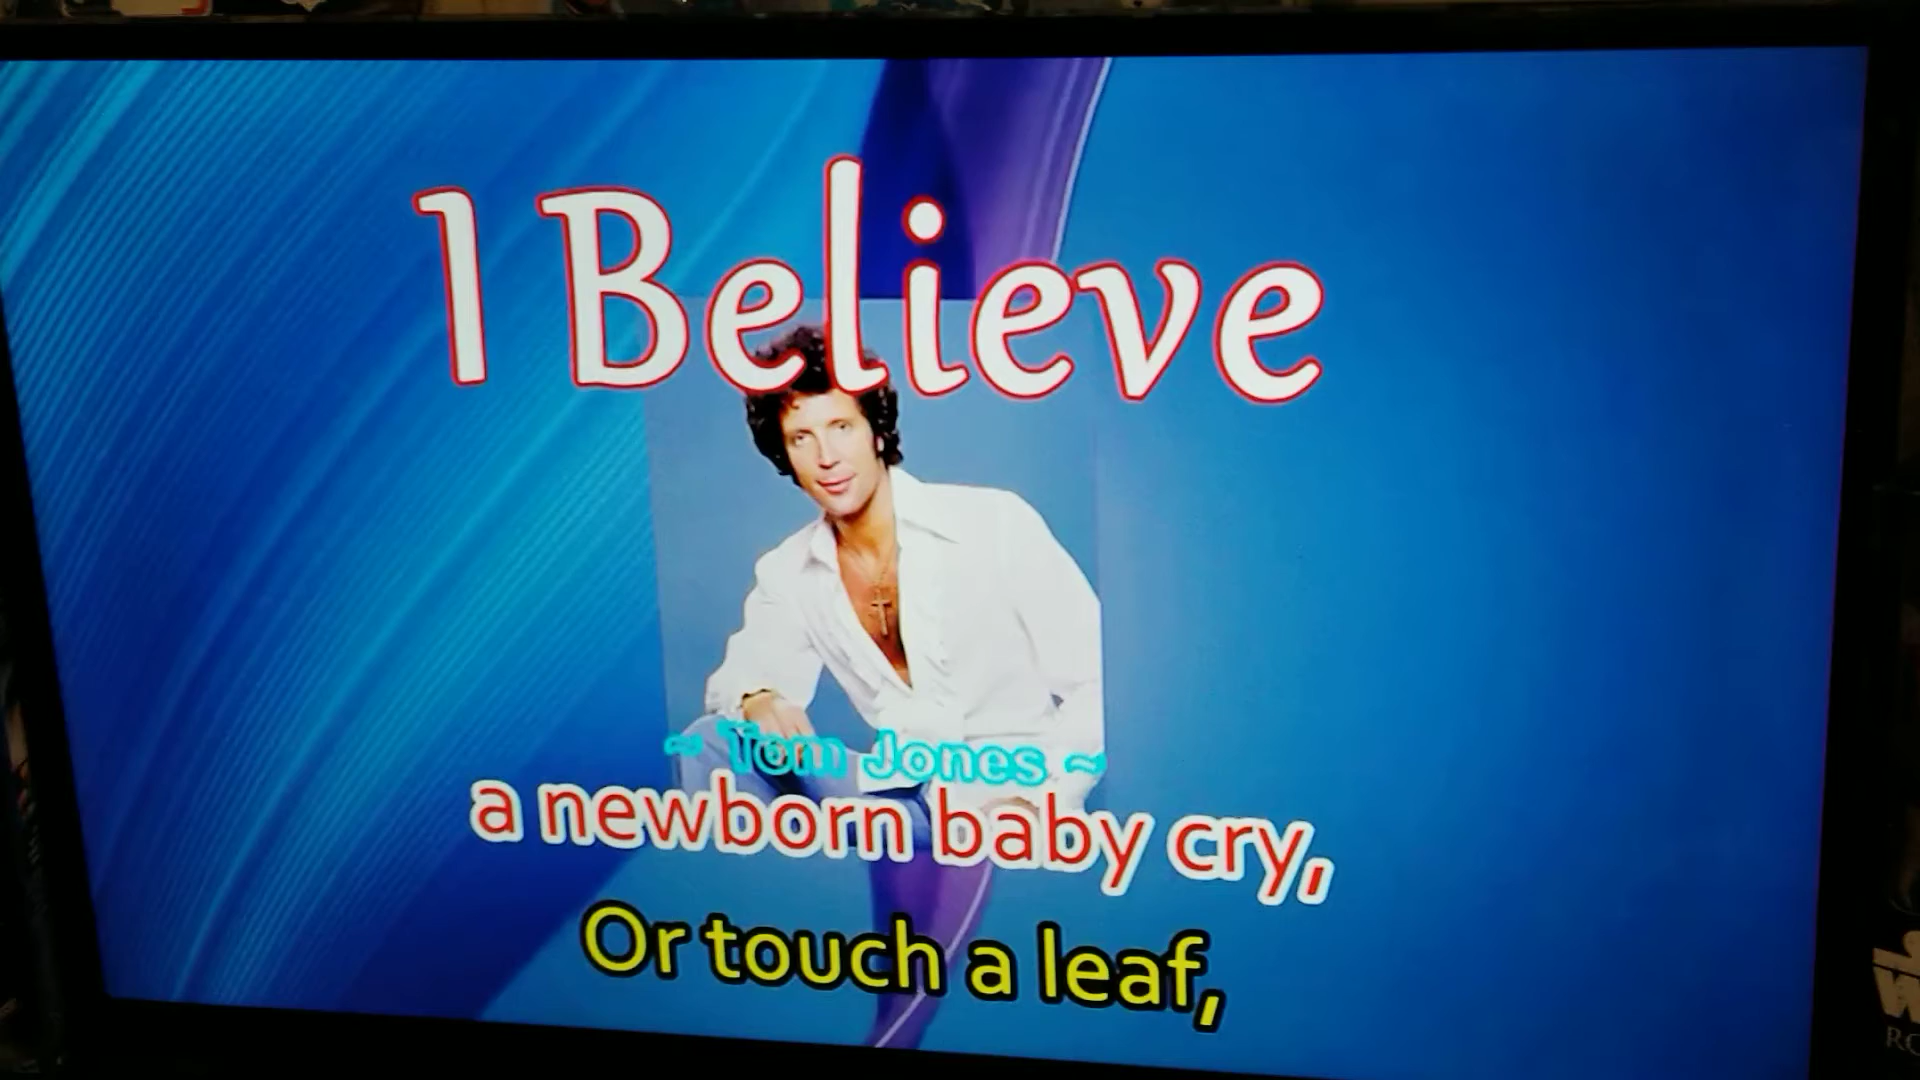 I Believe
~ Tom Jones ~
a newborn baby cry,
Or touch a leaf,